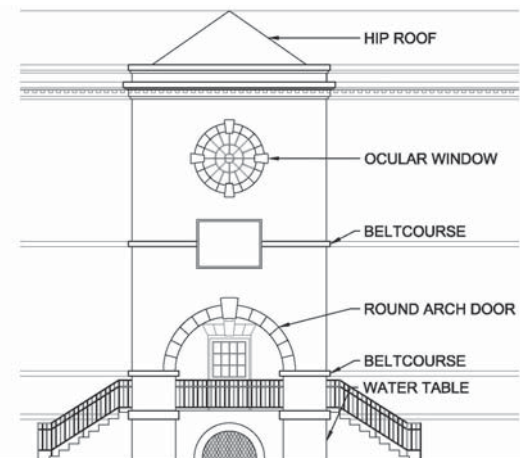 HIP ROOF
OCULAR WINDOW
BELTCOURSE
ROUND ARCH DOOR
BELTCOURSE
WATER TABLE